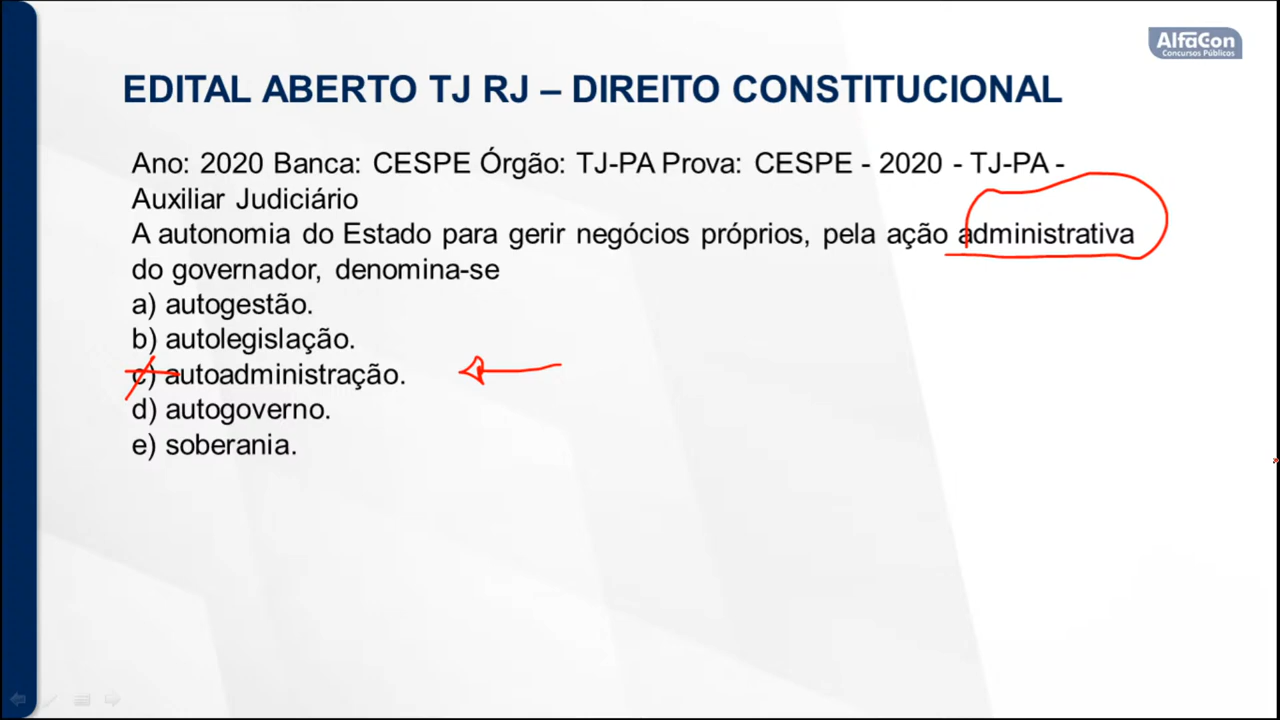 AlfaCon
Concursos Públicos
EDITAL ABERTO TJ RJ – DIREITO CONSTITUCIONAL
Ano: 2020 Banca: CESPE Órgão: TJ-PA Prova: CESPE - 2020 - TJ-PA -
Auxiliar Judiciário
A autonomia do Estado para gerir negócios próprios, pela ação administrativa
do governador, denomina-se
a) autogestão.
b) autolegislação.
c) autoadministração.
d) autogoverno.
e) soberania.